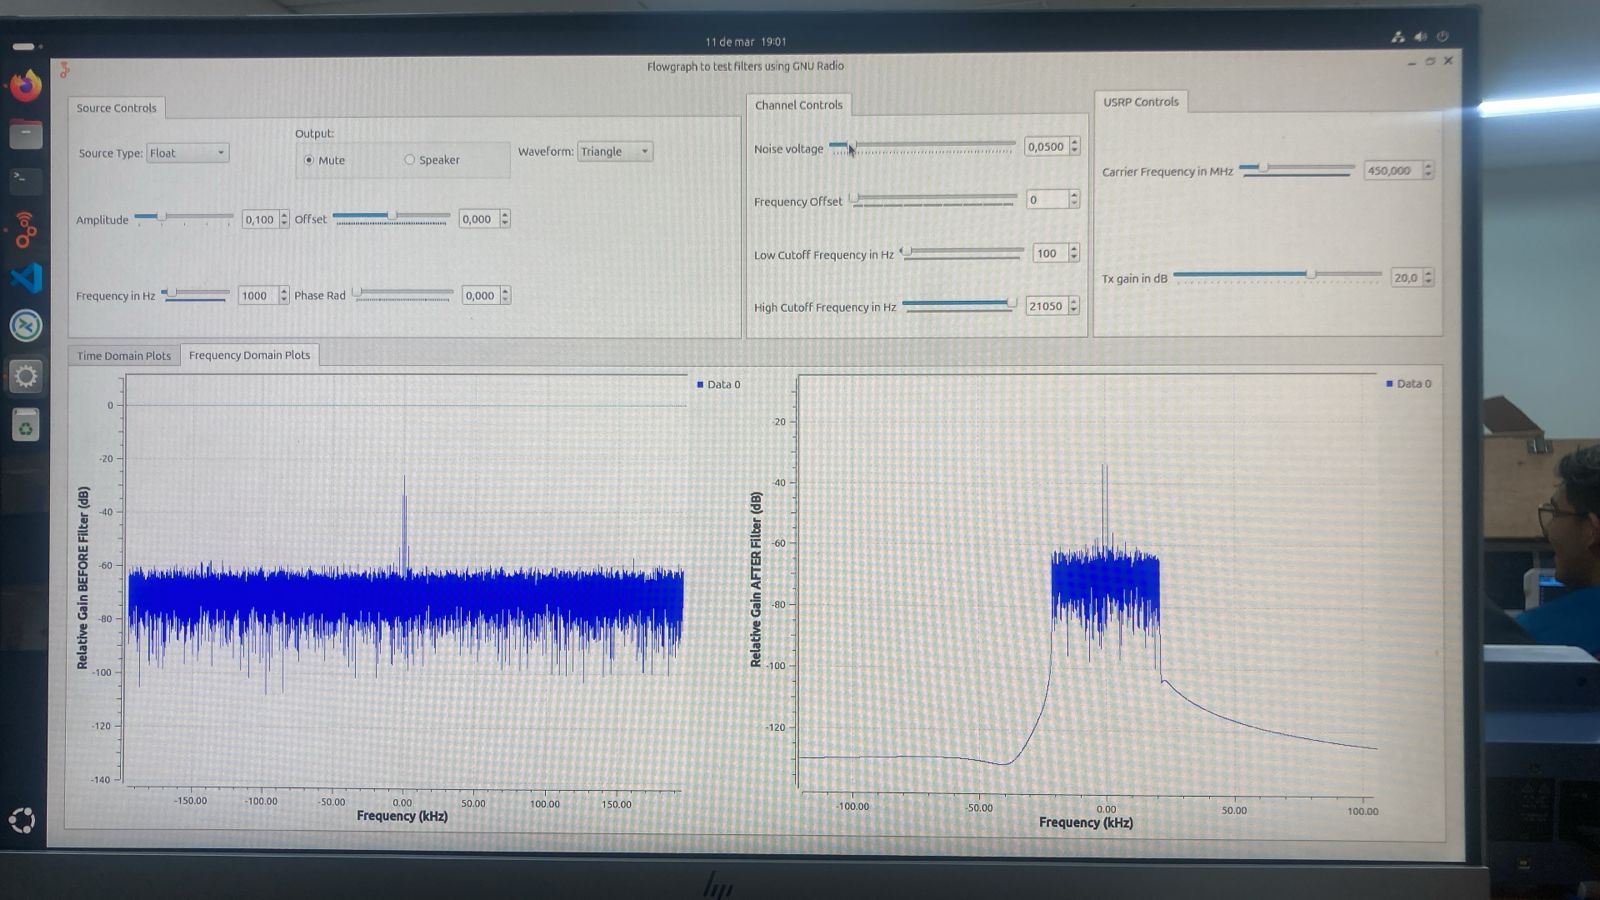 11 de mar 19:01
Flowgraph to test filters using GNU Radio
Source Controls
Source Type: Float
Output:
Mute
Speaker
Waveform: Triangle
Amplitude
0,100
Offset
0,000
Frequency in Hz
1000
Phase Rad
0,000
Channel Controls
Noise voltage
0,0500
Frequency Offset
0
Low Cutoff Frequency in Hz
100
High Cutoff Frequency in Hz
21050
USRP Controls
Carrier Frequency in MHz
450,000
Tx gain in dB
20,0
Time Domain Plots
Frequency Domain Plots
Data 0
Relative Gain BEFORE Filter (dB)
0
-20
-40
-60
-80
-100
-120
-140
-150.00
-100.00
-50.00
0.00
50.00
100.00
150.00
Frequency (kHz)
Data 0
Relative Gain AFTER Filter (dB)
-20
-40
-60
-80
-100
-120
-100.00
-50.00
0.00
50.00
100.00
Frequency (kHz)
hp